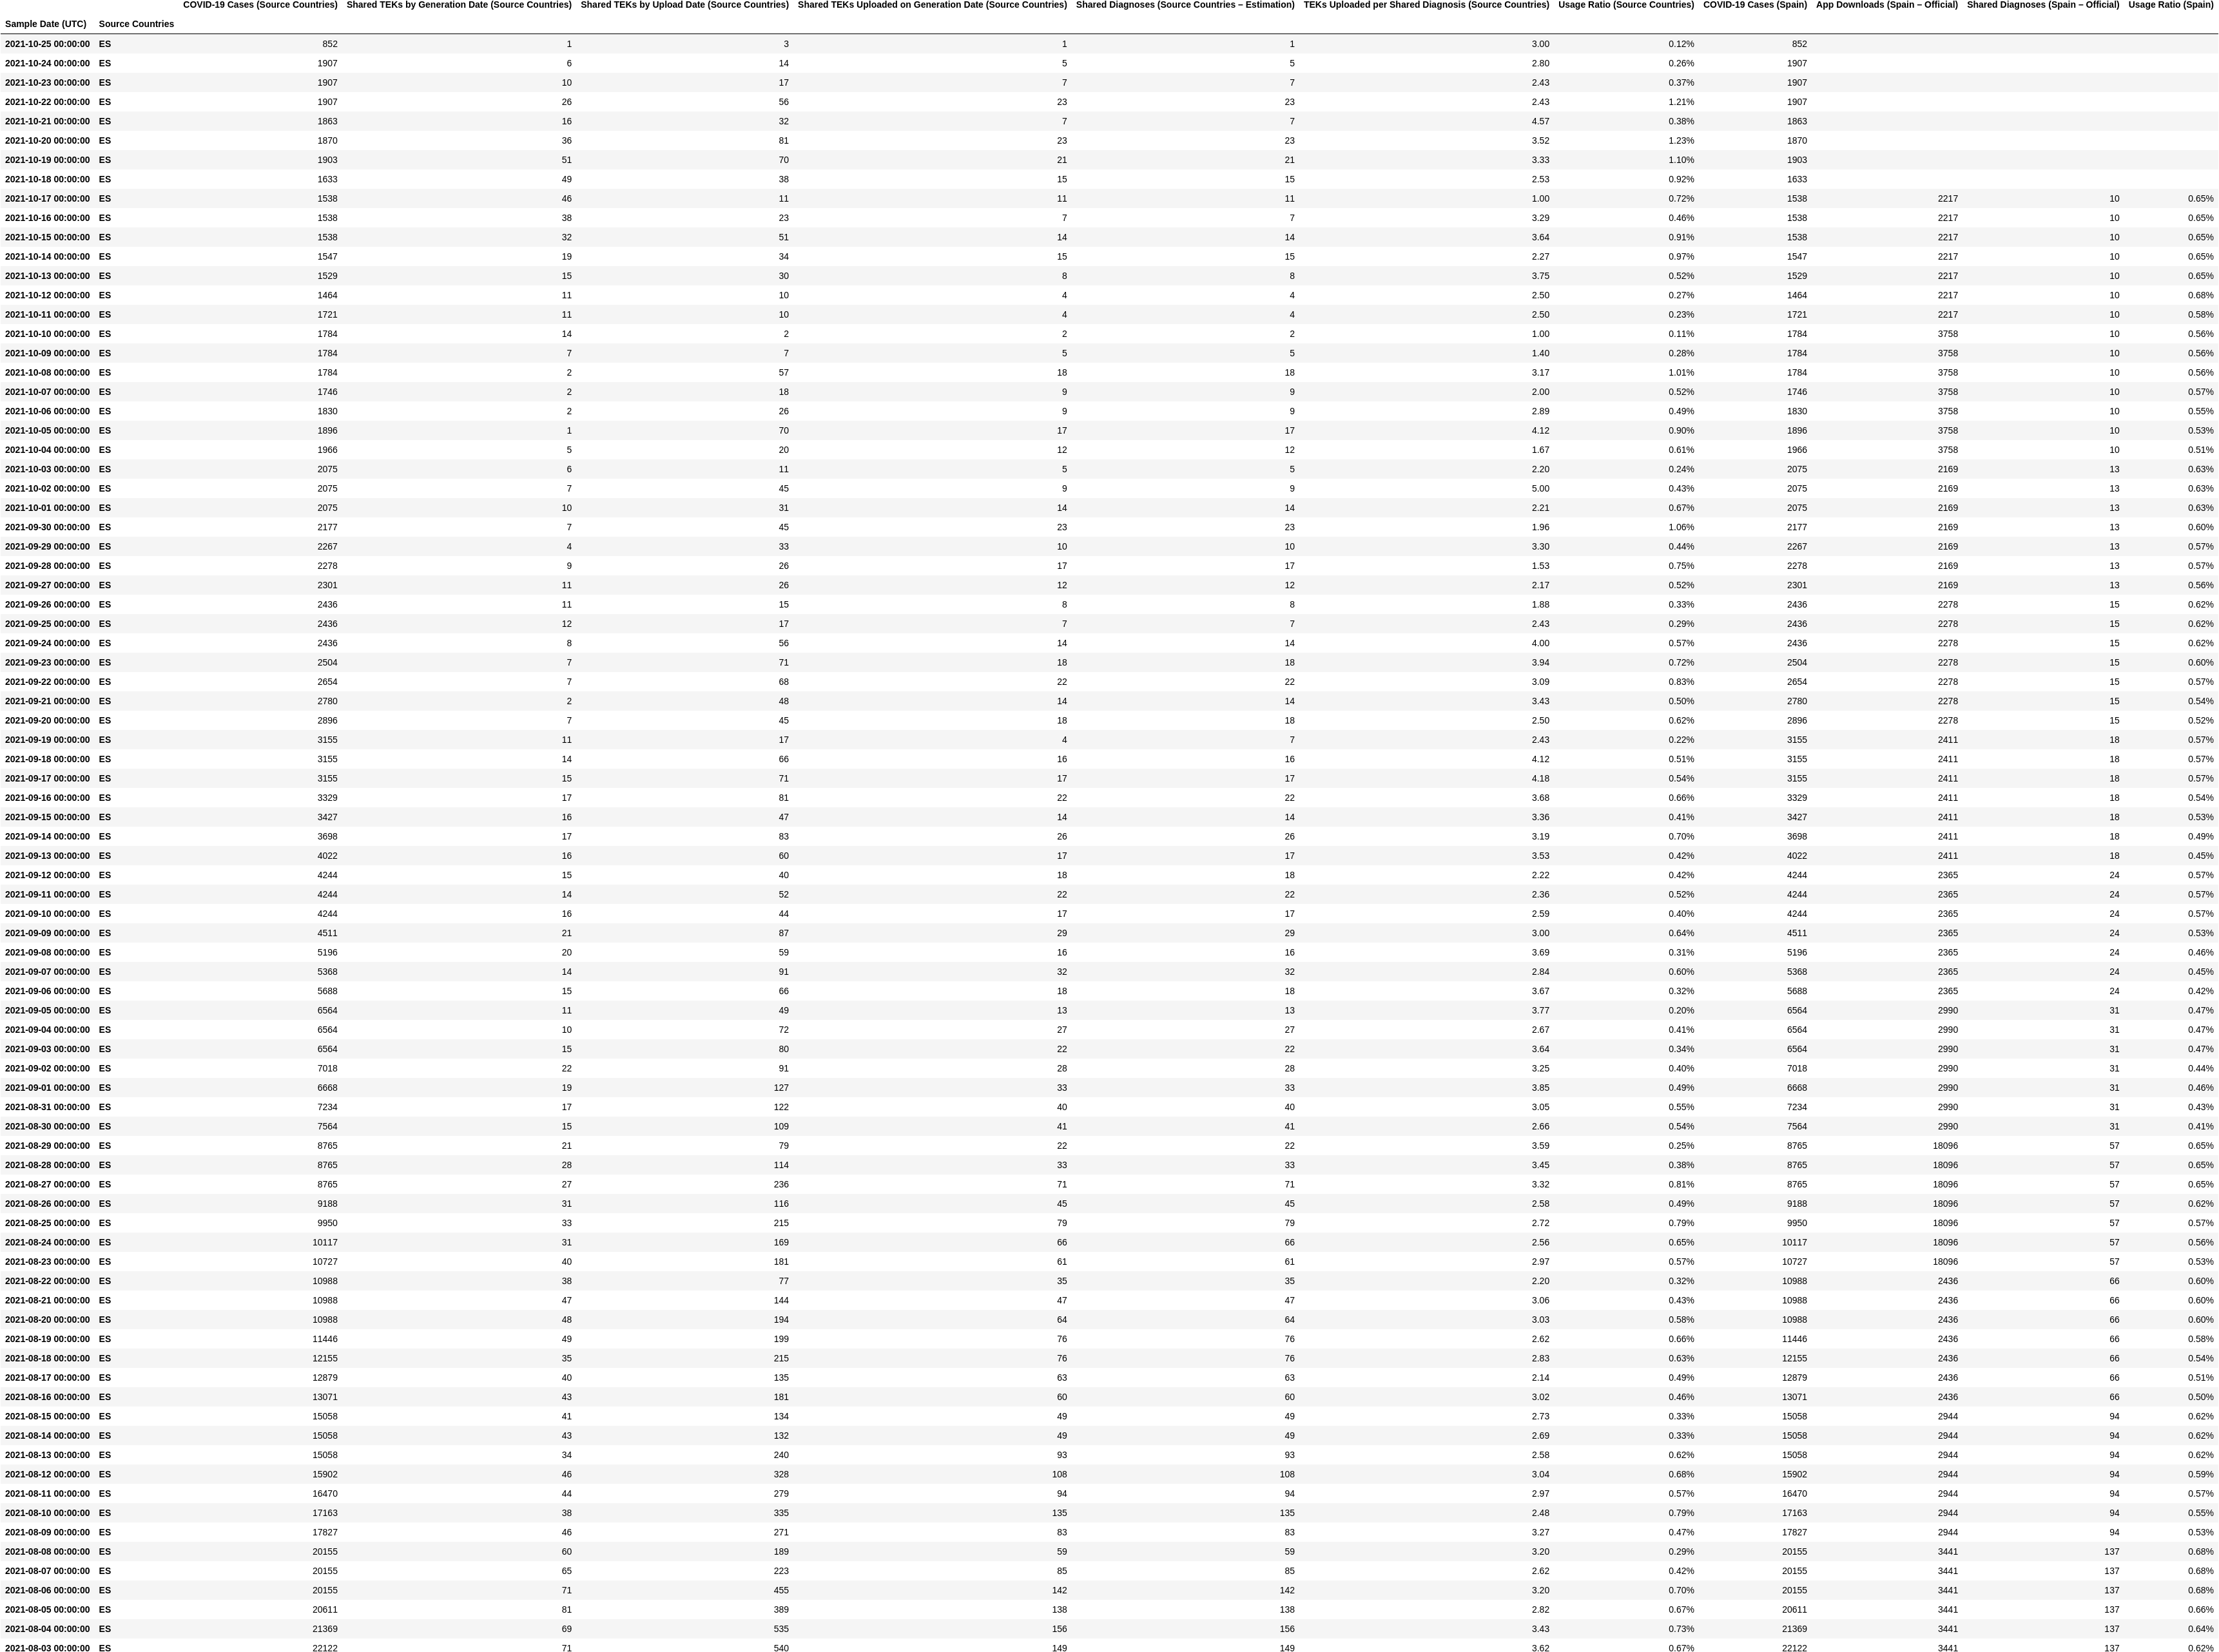 COVID-19 Cases (Source Countries) Shared TEKs by Generation Date (Source Countries) Shared TEKs by Upload Date (Source Countries) Shared TEKs Uploaded on Generation Date (Source Countries) Shared Diagnoses (Source Countries – Estimation) TEKs Uploaded per Shared Diagnosis (Source Countries) Usage Ratio (Source Countries) COVID-19 Cases (Spain) App Downloads (Spain – Official) Shared Diagnoses (Spain – Official) Usage Ratio (Spain)
Sample Date (UTC) Source Countries
2021-10-25 00:00:00 ES 852 1 3 1 1 3.00 0.12% 852
2021-10-24 00:00:00 ES 1907 6 14 5 5 2.80 0.26% 1907
2021-10-23 00:00:00 ES 1907 10 17 7 7 2.43 0.37% 1907
2021-10-22 00:00:00 ES 1907 26 56 23 23 2.43 1.21% 1907
2021-10-21 00:00:00 ES 1863 16 32 7 7 4.57 0.38% 1863
2021-10-20 00:00:00 ES 1870 36 81 23 23 3.52 1.23% 1870
2021-10-19 00:00:00 ES 1903 51 70 21 21 3.33 1.10% 1903
2021-10-18 00:00:00 ES 1633 49 38 15 15 2.53 0.92% 1633
2021-10-17 00:00:00 ES 1538 46 11 11 11 1.00 0.72% 1538 2217 10 0.65%
2021-10-16 00:00:00 ES 1538 38 23 7 7 3.29 0.46% 1538 2217 10 0.65%
2021-10-15 00:00:00 ES 1538 32 51 14 14 3.64 0.91% 1538 2217 10 0.65%
2021-10-14 00:00:00 ES 1547 19 34 15 15 2.27 0.97% 1547 2217 10 0.65%
2021-10-13 00:00:00 ES 1529 15 30 8 8 3.75 0.52% 1529 2217 10 0.65%
2021-10-12 00:00:00 ES 1464 11 10 4 4 2.50 0.27% 1464 2217 10 0.68%
2021-10-11 00:00:00 ES 1721 11 10 4 4 2.50 0.23% 1721 2217 10 0.58%
2021-10-10 00:00:00 ES 1784 14 2 2 2 1.00 0.11% 1784 3758 10 0.56%
2021-10-09 00:00:00 ES 1784 7 7 5 5 1.40 0.28% 1784 3758 10 0.56%
2021-10-08 00:00:00 ES 1784 2 57 18 18 3.17 1.01% 1784 3758 10 0.56%
2021-10-07 00:00:00 ES 1746 2 18 9 9 2.00 0.52% 1746 3758 10 0.57%
2021-10-06 00:00:00 ES 1830 2 26 9 9 2.89 0.49% 1830 3758 10 0.55%
2021-10-05 00:00:00 ES 1896 1 70 17 17 4.12 0.90% 1896 3758 10 0.53%
2021-10-04 00:00:00 ES 1966 5 20 12 12 1.67 0.61% 1966 3758 10 0.51%
2021-10-03 00:00:00 ES 2075 6 11 5 5 2.20 0.24% 2075 2169 13 0.63%
2021-10-02 00:00:00 ES 2075 7 45 9 9 5.00 0.43% 2075 2169 13 0.63%
2021-10-01 00:00:00 ES 2075 10 31 14 14 2.21 0.67% 2075 2169 13 0.63%
2021-09-30 00:00:00 ES 2177 7 45 23 23 1.96 1.06% 2177 2169 13 0.60%
2021-09-29 00:00:00 ES 2267 4 33 10 10 3.30 0.44% 2267 2169 13 0.57%
2021-09-28 00:00:00 ES 2278 9 26 17 17 1.53 0.75% 2278 2169 13 0.57%
2021-09-27 00:00:00 ES 2301 11 26 12 12 2.17 0.52% 2301 2169 13 0.56%
2021-09-26 00:00:00 ES 2436 11 15 8 8 1.88 0.33% 2436 2278 15 0.62%
2021-09-25 00:00:00 ES 2436 12 17 7 7 2.43 0.29% 2436 2278 15 0.62%
2021-09-24 00:00:00 ES 2436 8 56 14 14 4.00 0.57% 2436 2278 15 0.62%
2021-09-23 00:00:00 ES 2504 7 71 18 18 3.94 0.72% 2504 2278 15 0.60%
2021-09-22 00:00:00 ES 2654 7 68 22 22 3.09 0.83% 2654 2278 15 0.57%
2021-09-21 00:00:00 ES 2780 2 48 14 14 3.43 0.50% 2780 2278 15 0.54%
2021-09-20 00:00:00 ES 2896 7 45 18 18 2.50 0.62% 2896 2278 15 0.52%
2021-09-19 00:00:00 ES 3155 11 17 4 7 2.43 0.22% 3155 2411 18 0.57%
2021-09-18 00:00:00 ES 3155 14 66 16 16 4.12 0.51% 3155 2411 18 0.57%
2021-09-17 00:00:00 ES 3155 15 71 17 17 4.18 0.54% 3155 2411 18 0.57%
2021-09-16 00:00:00 ES 3329 17 81 22 22 3.68 0.66% 3329 2411 18 0.54%
2021-09-15 00:00:00 ES 3427 16 47 14 14 3.36 0.41% 3427 2411 18 0.53%
2021-09-14 00:00:00 ES 3698 17 83 26 26 3.19 0.70% 3698 2411 18 0.49%
2021-09-13 00:00:00 ES 4022 16 60 17 17 3.53 0.42% 4022 2411 18 0.45%
2021-09-12 00:00:00 ES 4244 15 40 18 18 2.22 0.42% 4244 2365 24 0.57%
2021-09-11 00:00:00 ES 4244 14 52 22 22 2.36 0.52% 4244 2365 24 0.57%
2021-09-10 00:00:00 ES 4244 16 44 17 17 2.59 0.40% 4244 2365 24 0.57%
2021-09-09 00:00:00 ES 4511 21 87 29 29 3.00 0.64% 4511 2365 24 0.53%
2021-09-08 00:00:00 ES 5196 20 59 16 16 3.69 0.31% 5196 2365 24 0.46%
2021-09-07 00:00:00 ES 5368 14 91 32 32 2.84 0.60% 5368 2365 24 0.45%
2021-09-06 00:00:00 ES 5688 15 66 18 18 3.67 0.32% 5688 2365 24 0.42%
2021-09-05 00:00:00 ES 6564 11 49 13 13 3.77 0.20% 6564 2990 31 0.47%
2021-09-04 00:00:00 ES 6564 10 72 27 27 2.67 0.41% 6564 2990 31 0.47%
2021-09-03 00:00:00 ES 6564 15 80 22 22 3.64 0.34% 6564 2990 31 0.47%
2021-09-02 00:00:00 ES 7018 22 91 28 28 3.25 0.40% 7018 2990 31 0.44%
2021-09-01 00:00:00 ES 6668 19 127 33 33 3.85 0.49% 6668 2990 31 0.46%
2021-08-31 00:00:00 ES 7234 17 122 40 40 3.05 0.55% 7234 2990 31 0.43%
2021-08-30 00:00:00 ES 7564 15 109 41 41 2.66 0.54% 7564 2990 31 0.41%
2021-08-29 00:00:00 ES 8765 21 79 22 22 3.59 0.25% 8765 18096 57 0.65%
2021-08-28 00:00:00 ES 8765 28 114 33 33 3.45 0.38% 8765 18096 57 0.65%
2021-08-27 00:00:00 ES 8765 27 236 71 71 3.32 0.81% 8765 18096 57 0.65%
2021-08-26 00:00:00 ES 9188 31 116 45 45 2.58 0.49% 9188 18096 57 0.62%
2021-08-25 00:00:00 ES 9950 33 215 79 79 2.72 0.79% 9950 18096 57 0.57%
2021-08-24 00:00:00 ES 10117 31 169 66 66 2.56 0.65% 10117 18096 57 0.56%
2021-08-23 00:00:00 ES 10727 40 181 61 61 2.97 0.57% 10727 18096 57 0.53%
2021-08-22 00:00:00 ES 10988 38 77 35 35 2.20 0.32% 10988 2436 66 0.60%
2021-08-21 00:00:00 ES 10988 47 144 47 47 3.06 0.43% 10988 2436 66 0.60%
2021-08-20 00:00:00 ES 10988 48 194 64 64 3.03 0.58% 10988 2436 66 0.60%
2021-08-19 00:00:00 ES 11446 49 199 76 76 2.62 0.66% 11446 2436 66 0.58%
2021-08-18 00:00:00 ES 12155 35 215 76 76 2.83 0.63% 12155 2436 66 0.54%
2021-08-17 00:00:00 ES 12879 40 135 63 63 2.14 0.49% 12879 2436 66 0.51%
2021-08-16 00:00:00 ES 13071 43 181 60 60 3.02 0.46% 13071 2436 66 0.50%
2021-08-15 00:00:00 ES 15058 41 134 49 49 2.73 0.33% 15058 2944 94 0.62%
2021-08-14 00:00:00 ES 15058 43 132 49 49 2.69 0.33% 15058 2944 94 0.62%
2021-08-13 00:00:00 ES 15058 34 240 93 93 2.58 0.62% 15058 2944 94 0.62%
2021-08-12 00:00:00 ES 15902 46 328 108 108 3.04 0.68% 15902 2944 94 0.59%
2021-08-11 00:00:00 ES 16470 44 279 94 94 2.97 0.57% 16470 2944 94 0.57%
2021-08-10 00:00:00 ES 17163 38 335 135 135 2.48 0.79% 17163 2944 94 0.55%
2021-08-09 00:00:00 ES 17827 46 271 83 83 3.27 0.47% 17827 2944 94 0.53%
2021-08-08 00:00:00 ES 20155 60 189 59 59 3.20 0.29% 20155 3441 137 0.68%
2021-08-07 00:00:00 ES 20155 65 223 85 85 2.62 0.42% 20155 3441 137 0.68%
2021-08-06 00:00:00 ES 20155 71 455 142 142 3.20 0.70% 20155 3441 137 0.68%
2021-08-05 00:00:00 ES 20611 81 389 138 138 2.82 0.67% 20611 3441 137 0.66%
2021-08-04 00:00:00 ES 21369 69 535 156 156 3.43 0.73% 21369 3441 137 0.64%
2021-08-03 00:00:00 ES 22122 71 540 149 149 3.62 0.67% 22122 3441 137 0.62%